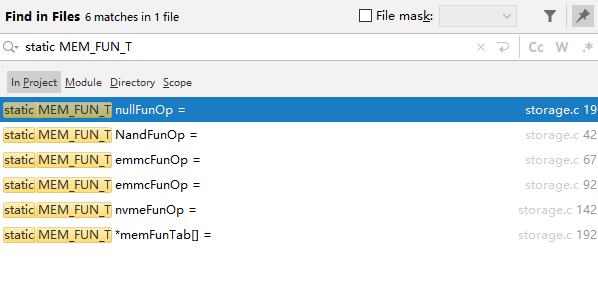 Find in Files 6 matches in 1 file File mask:
static MEM_FUN_T Cc W .*
In Project Module Directory Scope
static MEM_FUN_T nullFunOp = storage.c 19
static MEM_FUN_T NandFunOp = storage.c 42
static MEM_FUN_T emmcFunOp = storage.c 67
static MEM_FUN_T emmcFunOp = storage.c 92
static MEM_FUN_T nvmeFunOp = storage.c 142
static MEM_FUN_T *memFunTab[] = storage.c 192